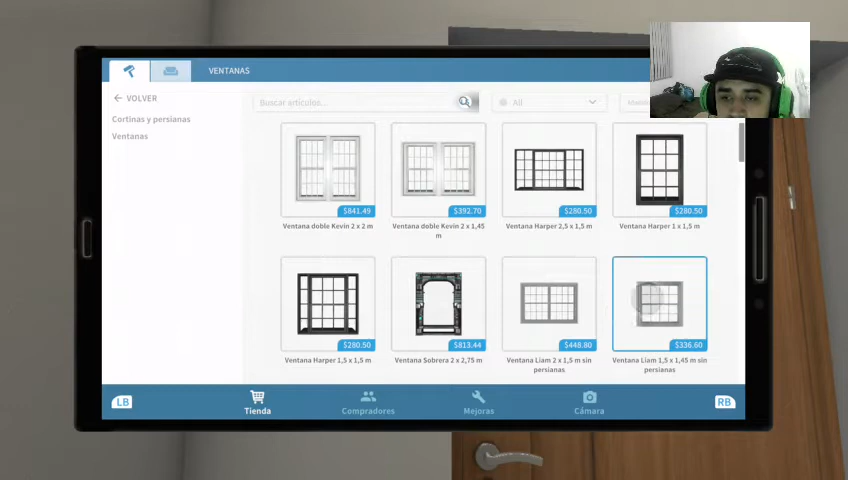 VENTANAS
VOLVER
Cortinas y persianas
Ventanas
Buscar artículos...
All
$841.49
$392.70
$280.50
$280.50
Ventana doble Kevin 2 x 2 m
Ventana doble Kevin 2 x 1,45 m
Ventana Harper 2,5 x 1,5 m
Ventana Harper 1 x 1,5 m
$280.50
$813.44
$448.80
$336.60
Ventana Harper 1,5 x 1,5 m
Ventana Sobrera 2 x 2,75 m
Ventana Liam 2 x 1,5 m sin persianas
Ventana Liam 1,5 x 1,45 m sin persianas
LB
Tienda
Compradores
Mejoras
Cámara
RB